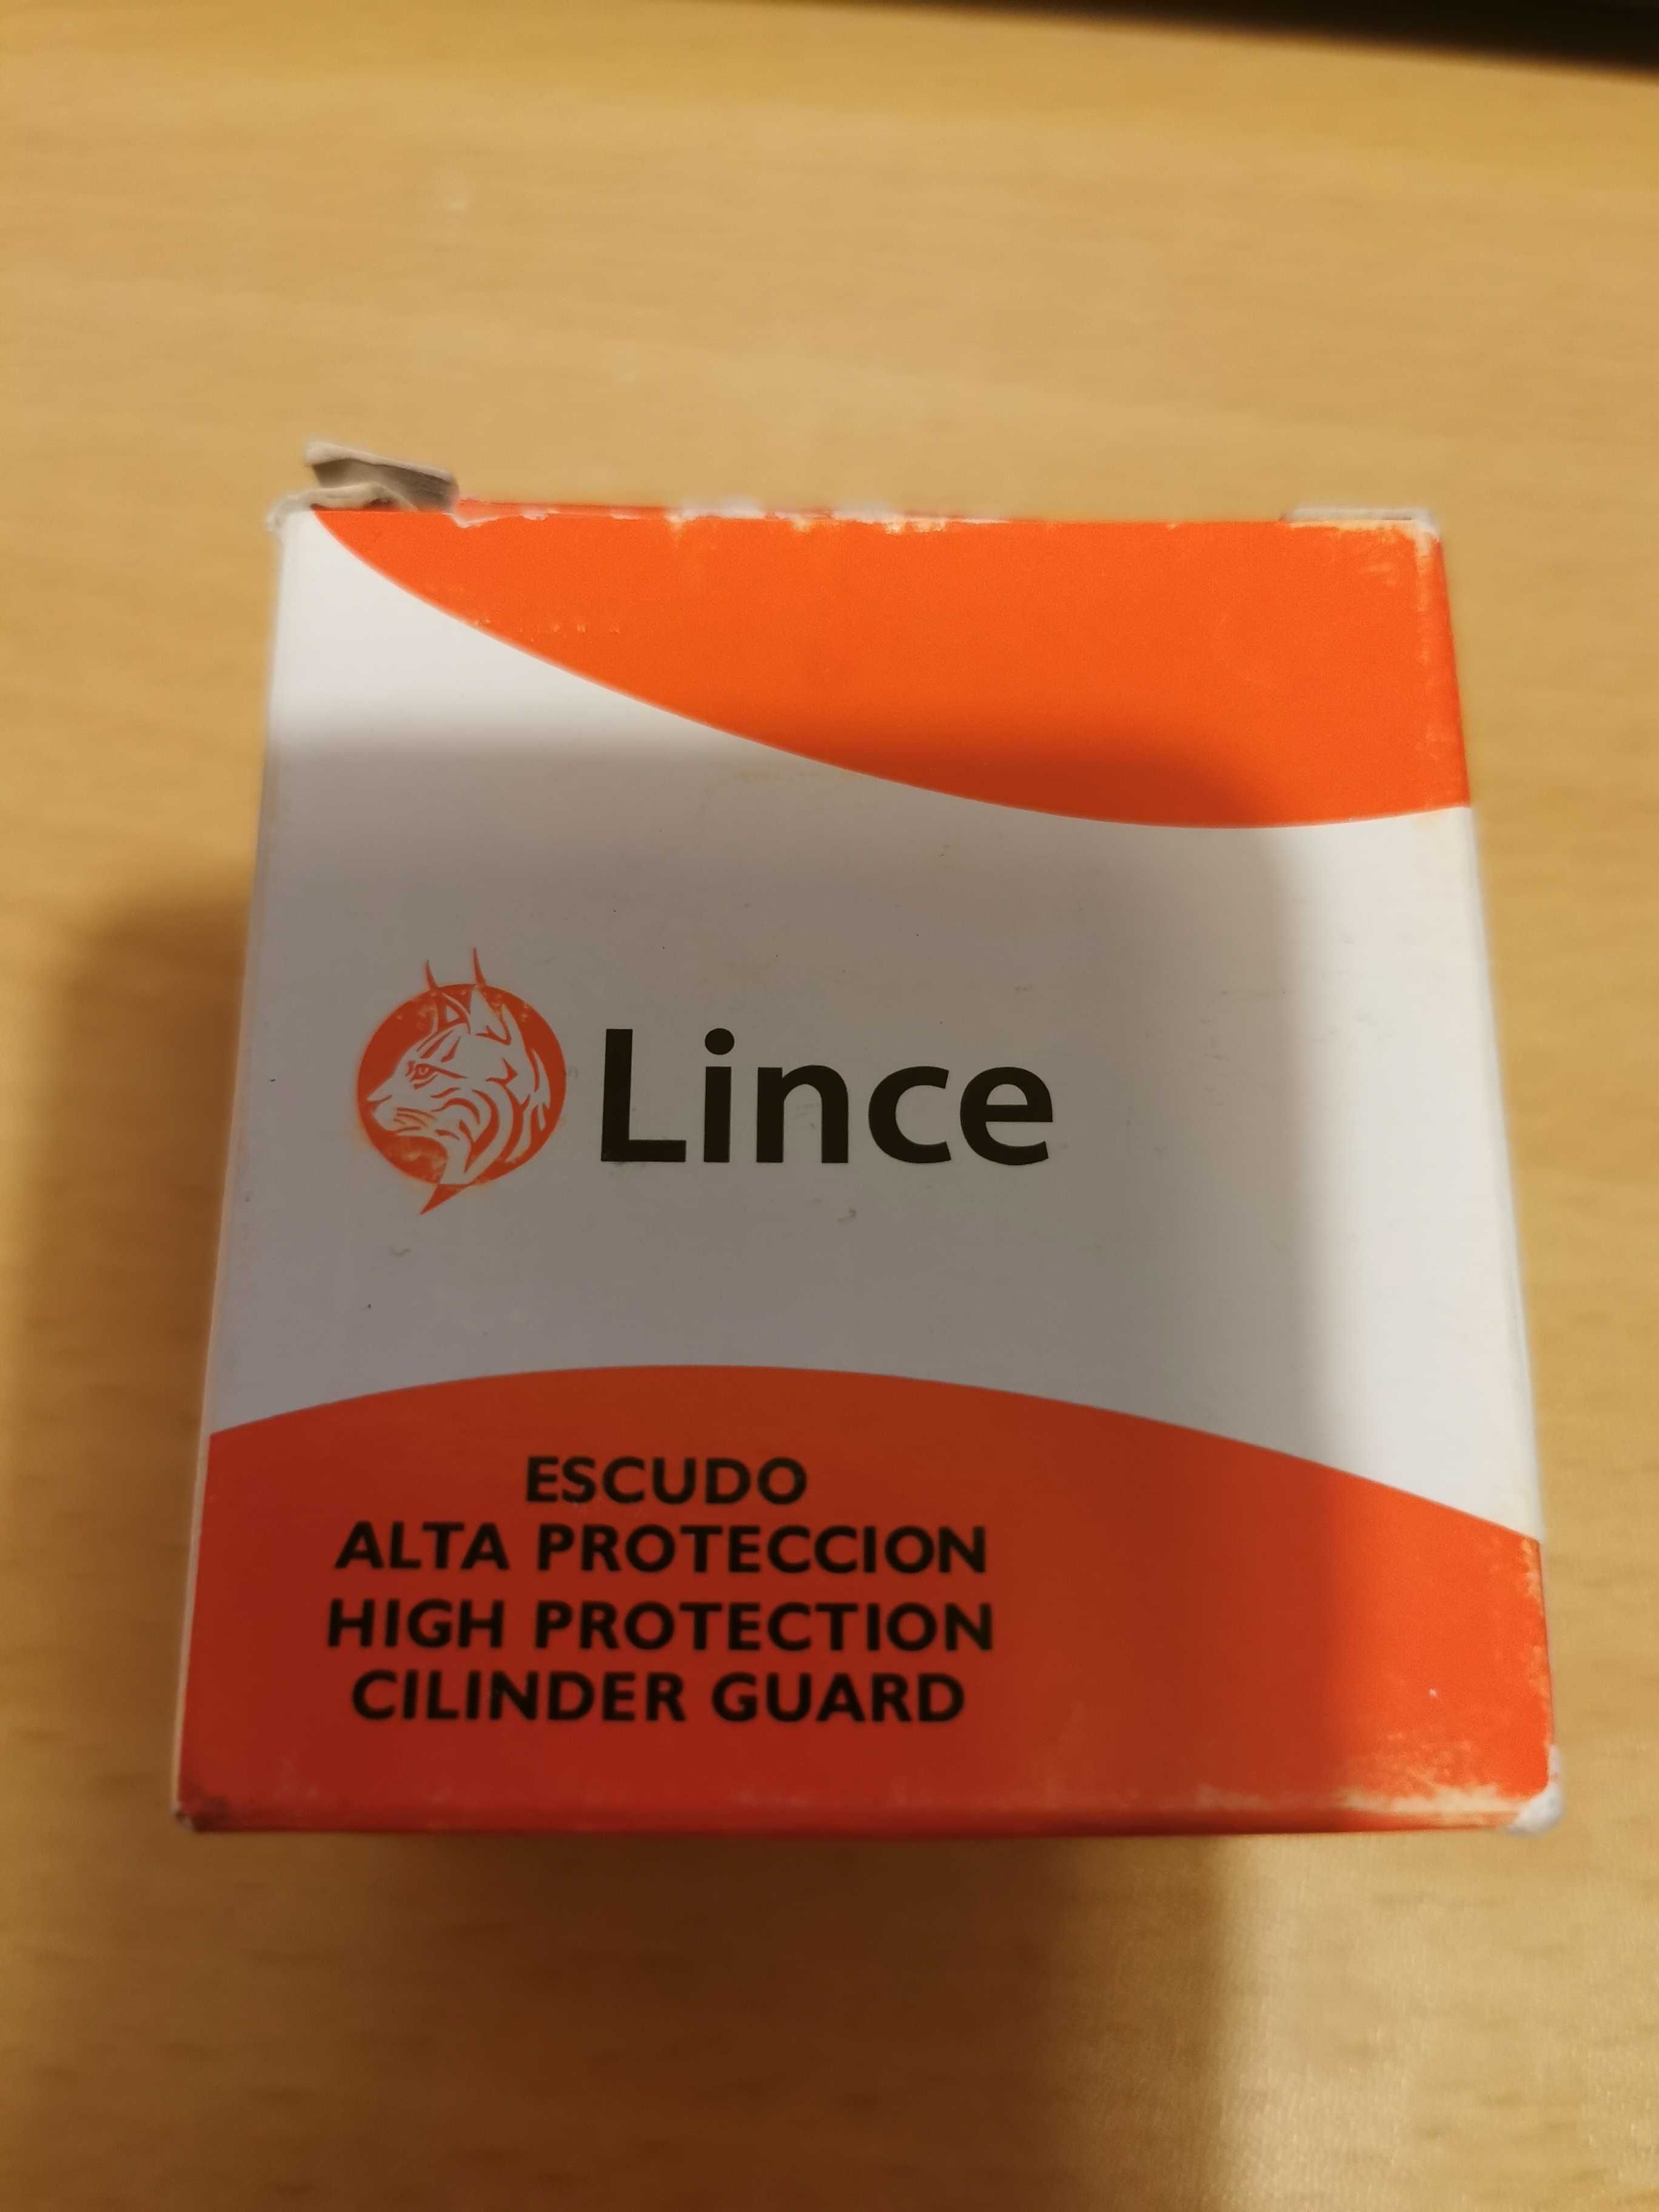 Lince
ESCUDO
ALTA PROTECCION
HIGH PROTECTION
CILINDER GUARD